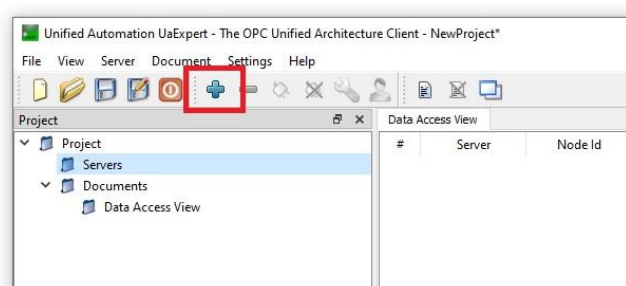 Unified Automation UaExpert - The OPC Unified Architecture Client - NewProject*
File View Server Document Settings Help
Project
Data Access View
# Server Node Id
Project
Servers
Documents
Data Access View